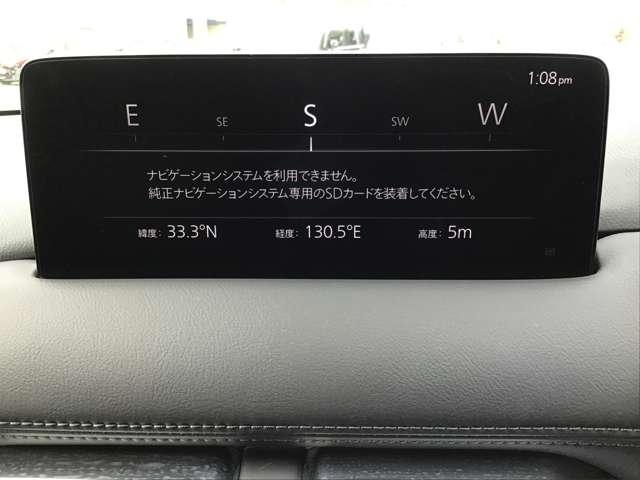 1:08pm
E SE S SW W
ナビゲーションシステムを利用できません。
純正ナビゲーションシステム専用のSDカードを装着してください。
緯度: 33.3°N 経度: 130.5°E 高度: 5m